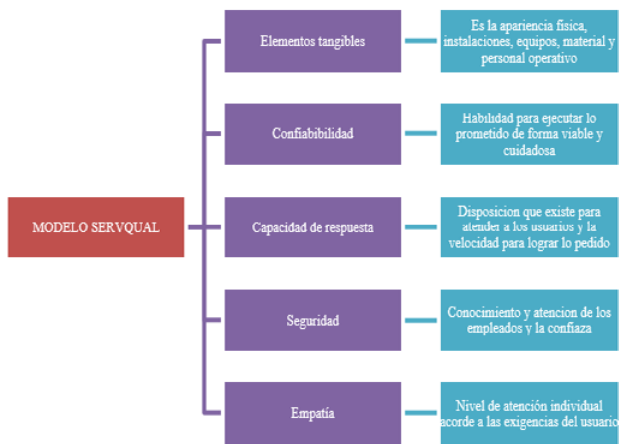 MODELO SERVQUAL
Elementos tangibles
Es la apariencia física,
instalaciones, equipos, material y
personal operativo
Confiabibilidad
Habilidad para ejecutar lo
prometido de forma viable y
cuidadosa
Capacidad de respuesta
Disposicion que existe para
atender a los usuarios y la
velocidad para lograr lo pedido
Seguridad
Conocimiento y atencion de los
empleados y la confiaza
Empatía
Nivel de atención individual
acorde a las exigencias del usuario